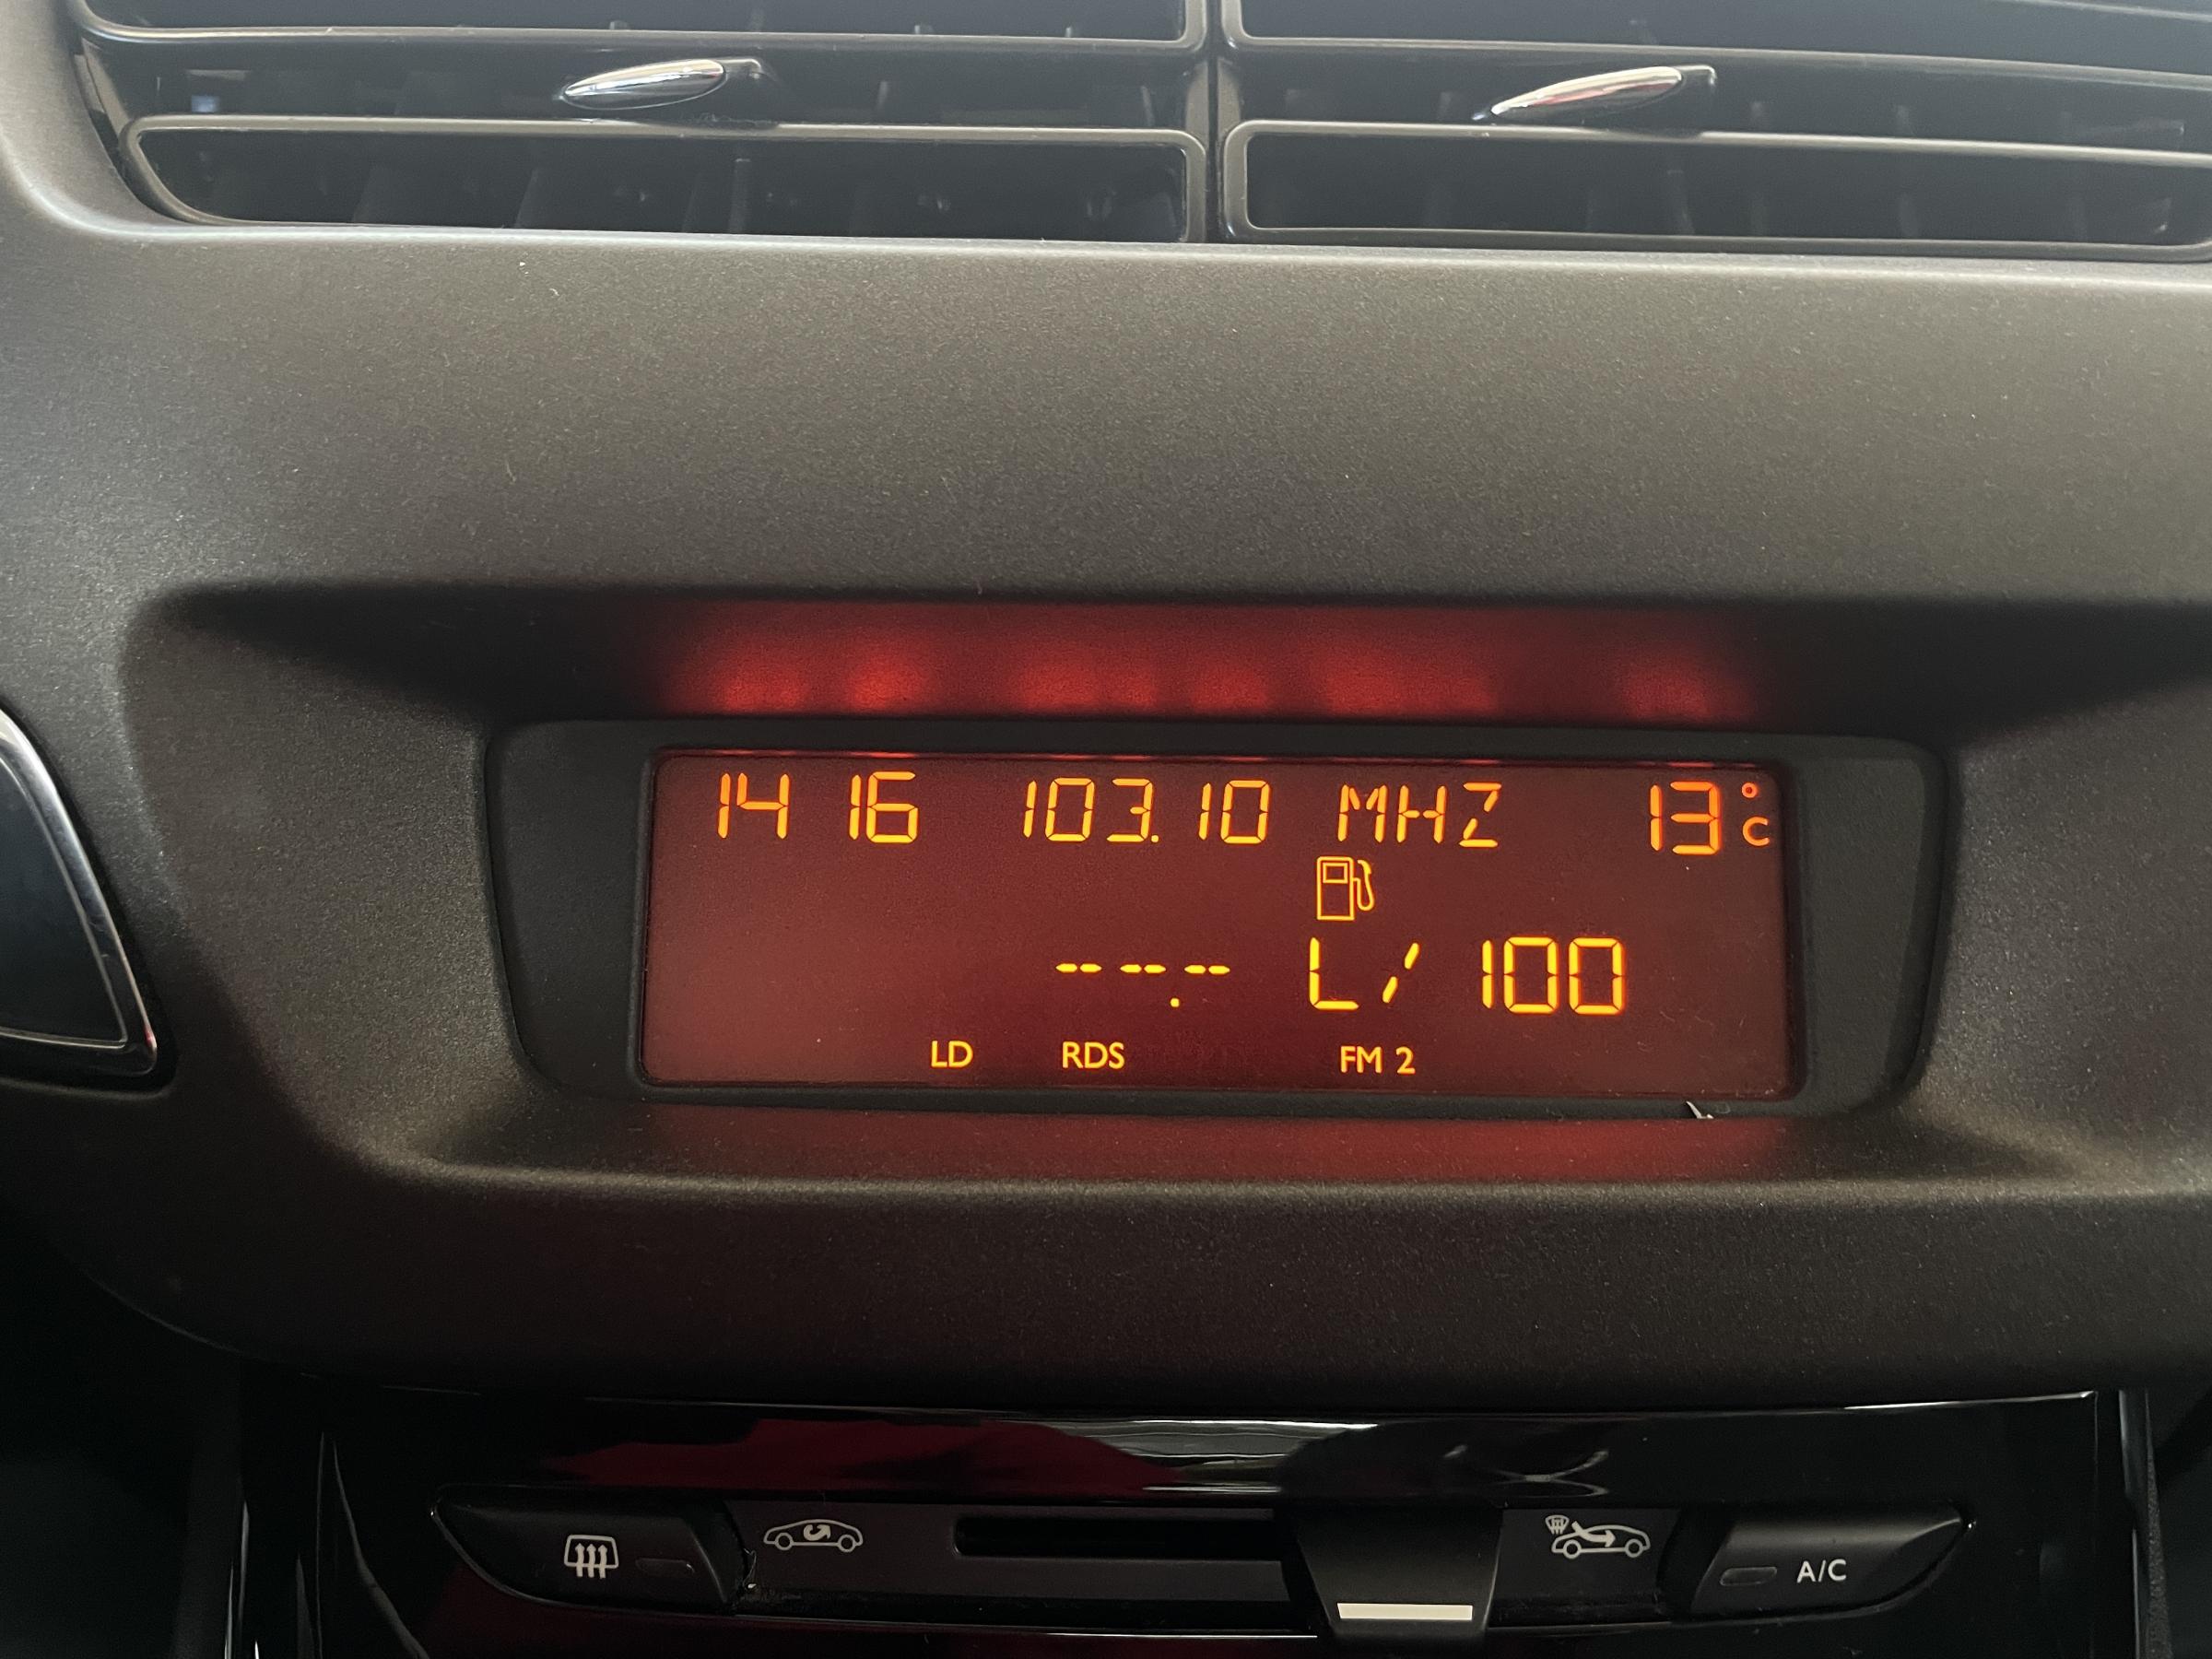 14 16 103.10 MHZ 13°C
--.-- L/100
LD RDS FM 2
A/C